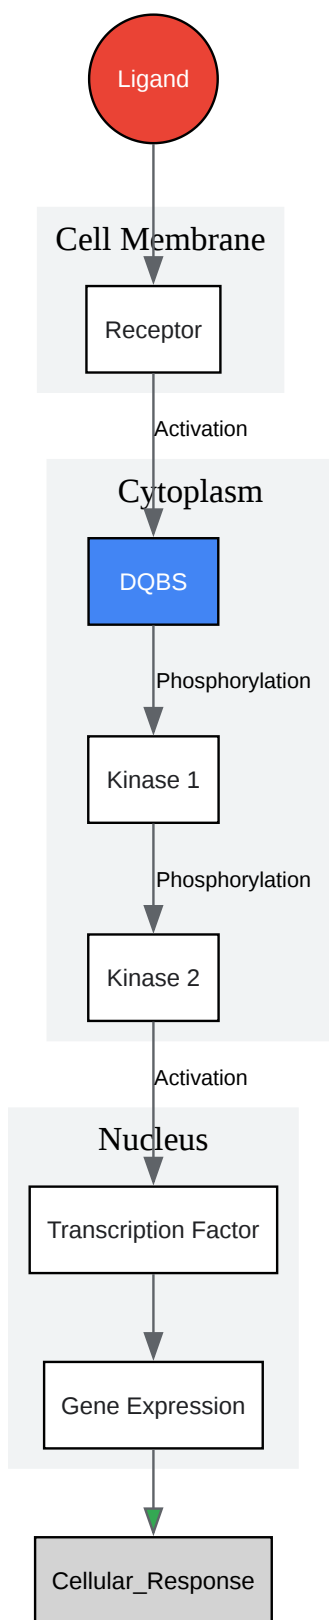 Ligand
Cell Membrane
Receptor
Activation
Cytoplasm
DQBS
Phosphorylation
Kinase 1
Phosphorylation
Kinase 2
Activation
Nucleus
Transcription Factor
Gene Expression
Cellular_Response